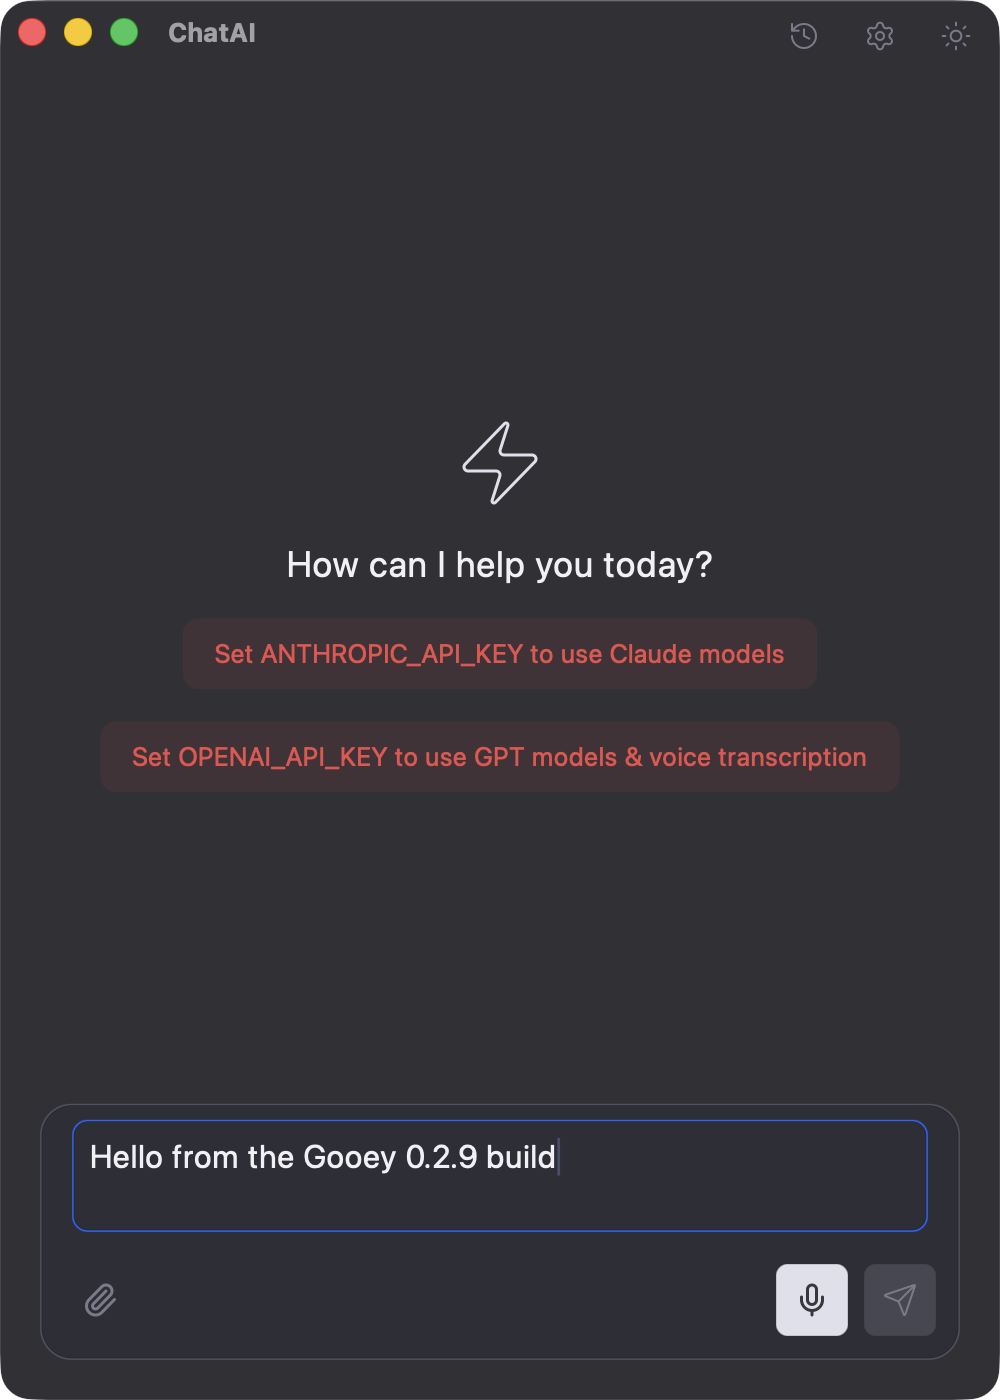 ChatAI
How can I help you today?
Set ANTHROPIC_API_KEY to use Claude models
Set OPENAI_API_KEY to use GPT models & voice transcription
Hello from the Gooey 0.2.9 build